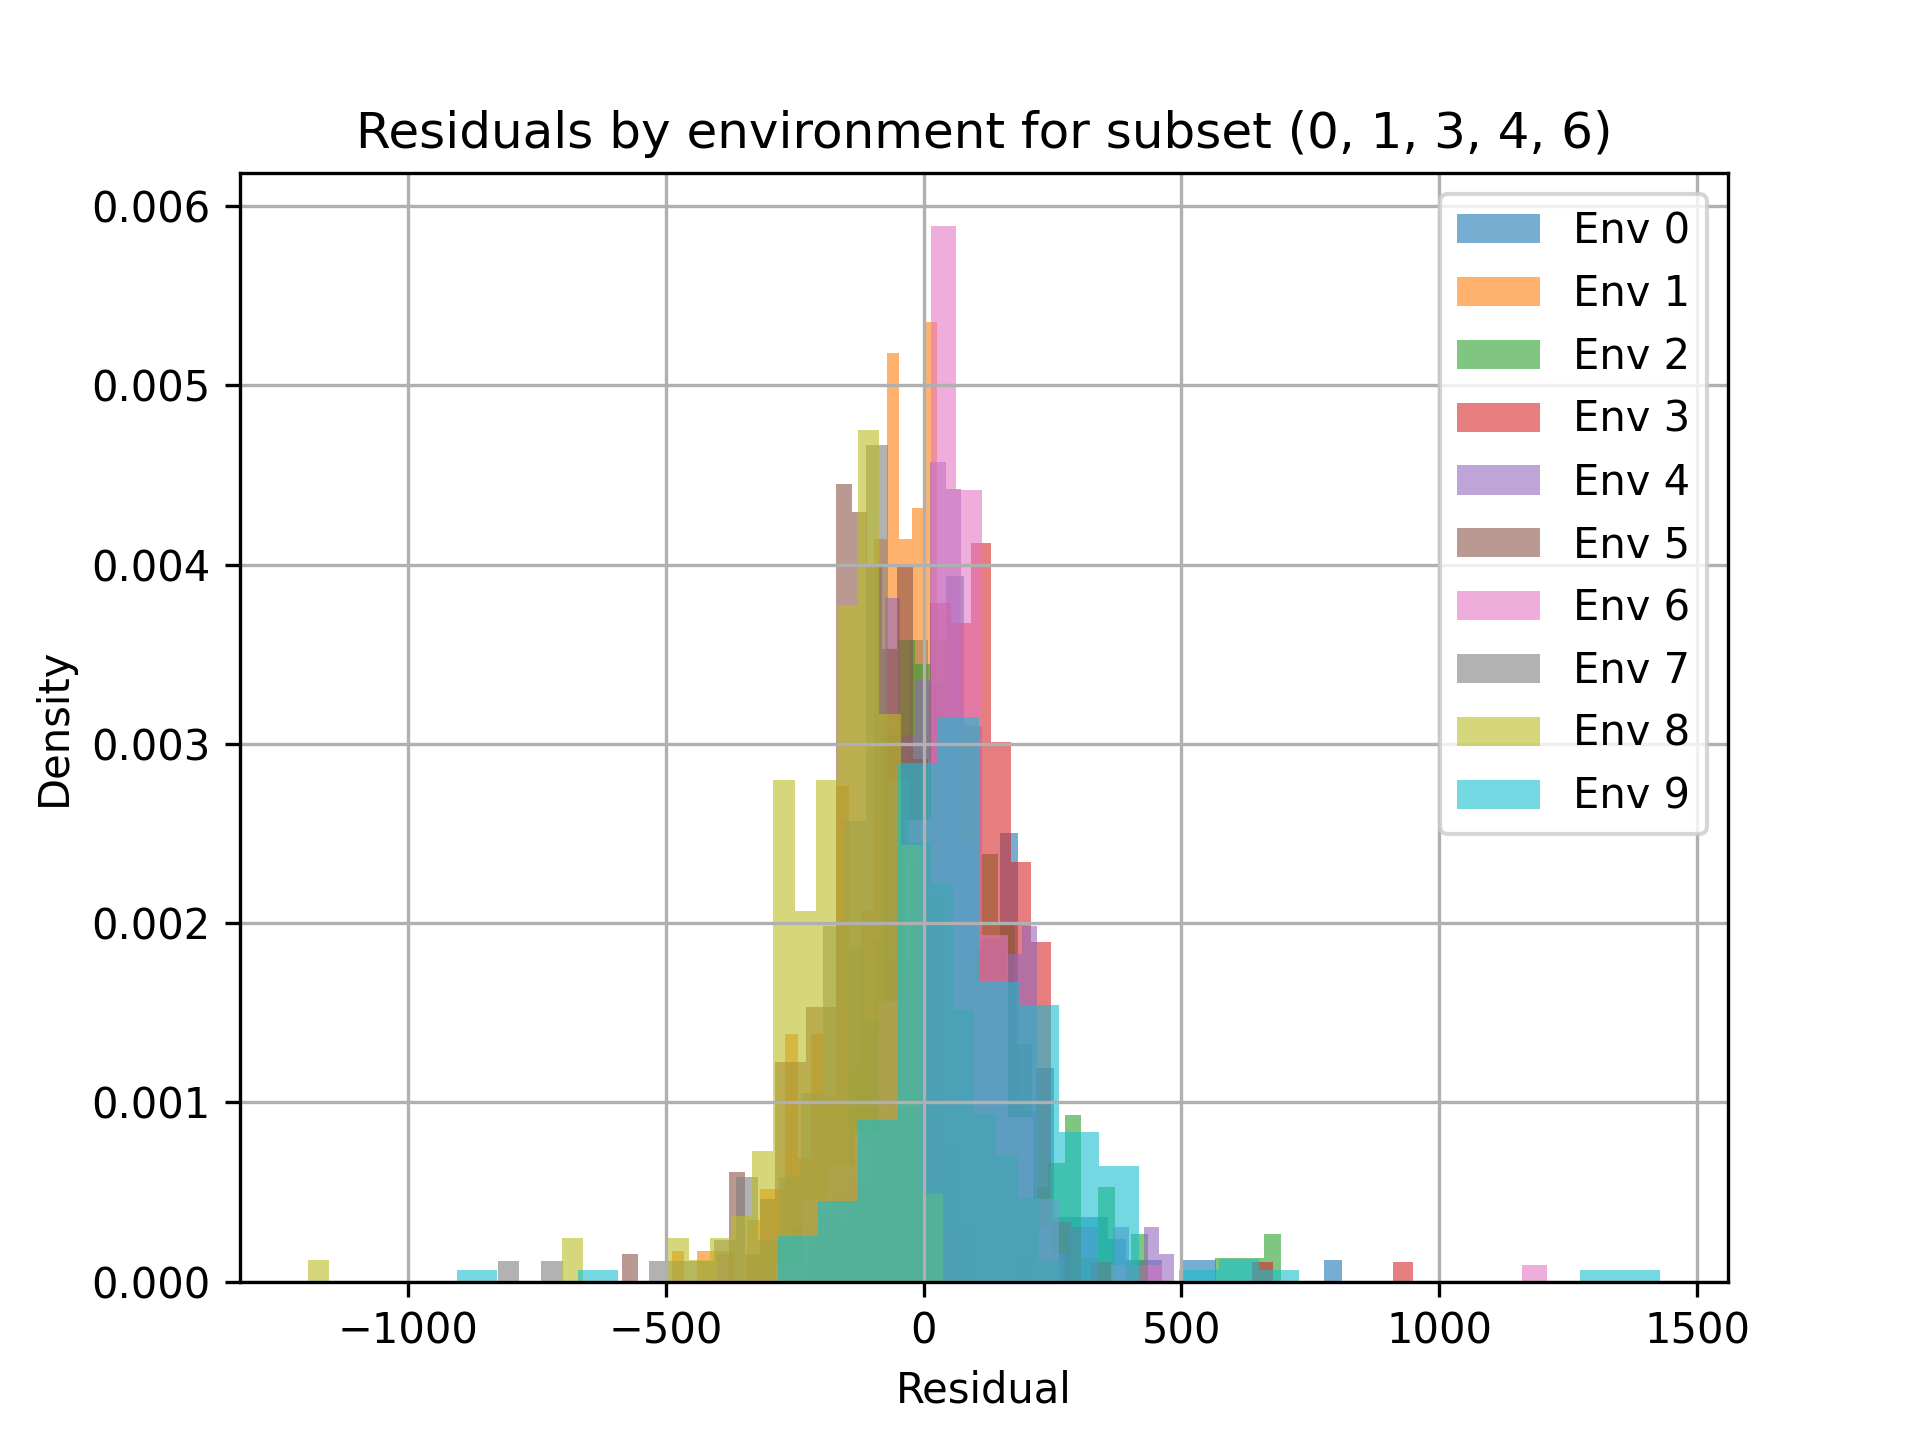 Residuals by environment for subset (0, 1, 3, 4, 6)
0.006
0.005
0.004
0.003
0.002
0.001
0.000
Density
Env 0
Env 1
Env 2
Env 3
Env 4
Env 5
Env 6
Env 7
Env 8
Env 9
−1000 −500 0 500 1000 1500
Residual